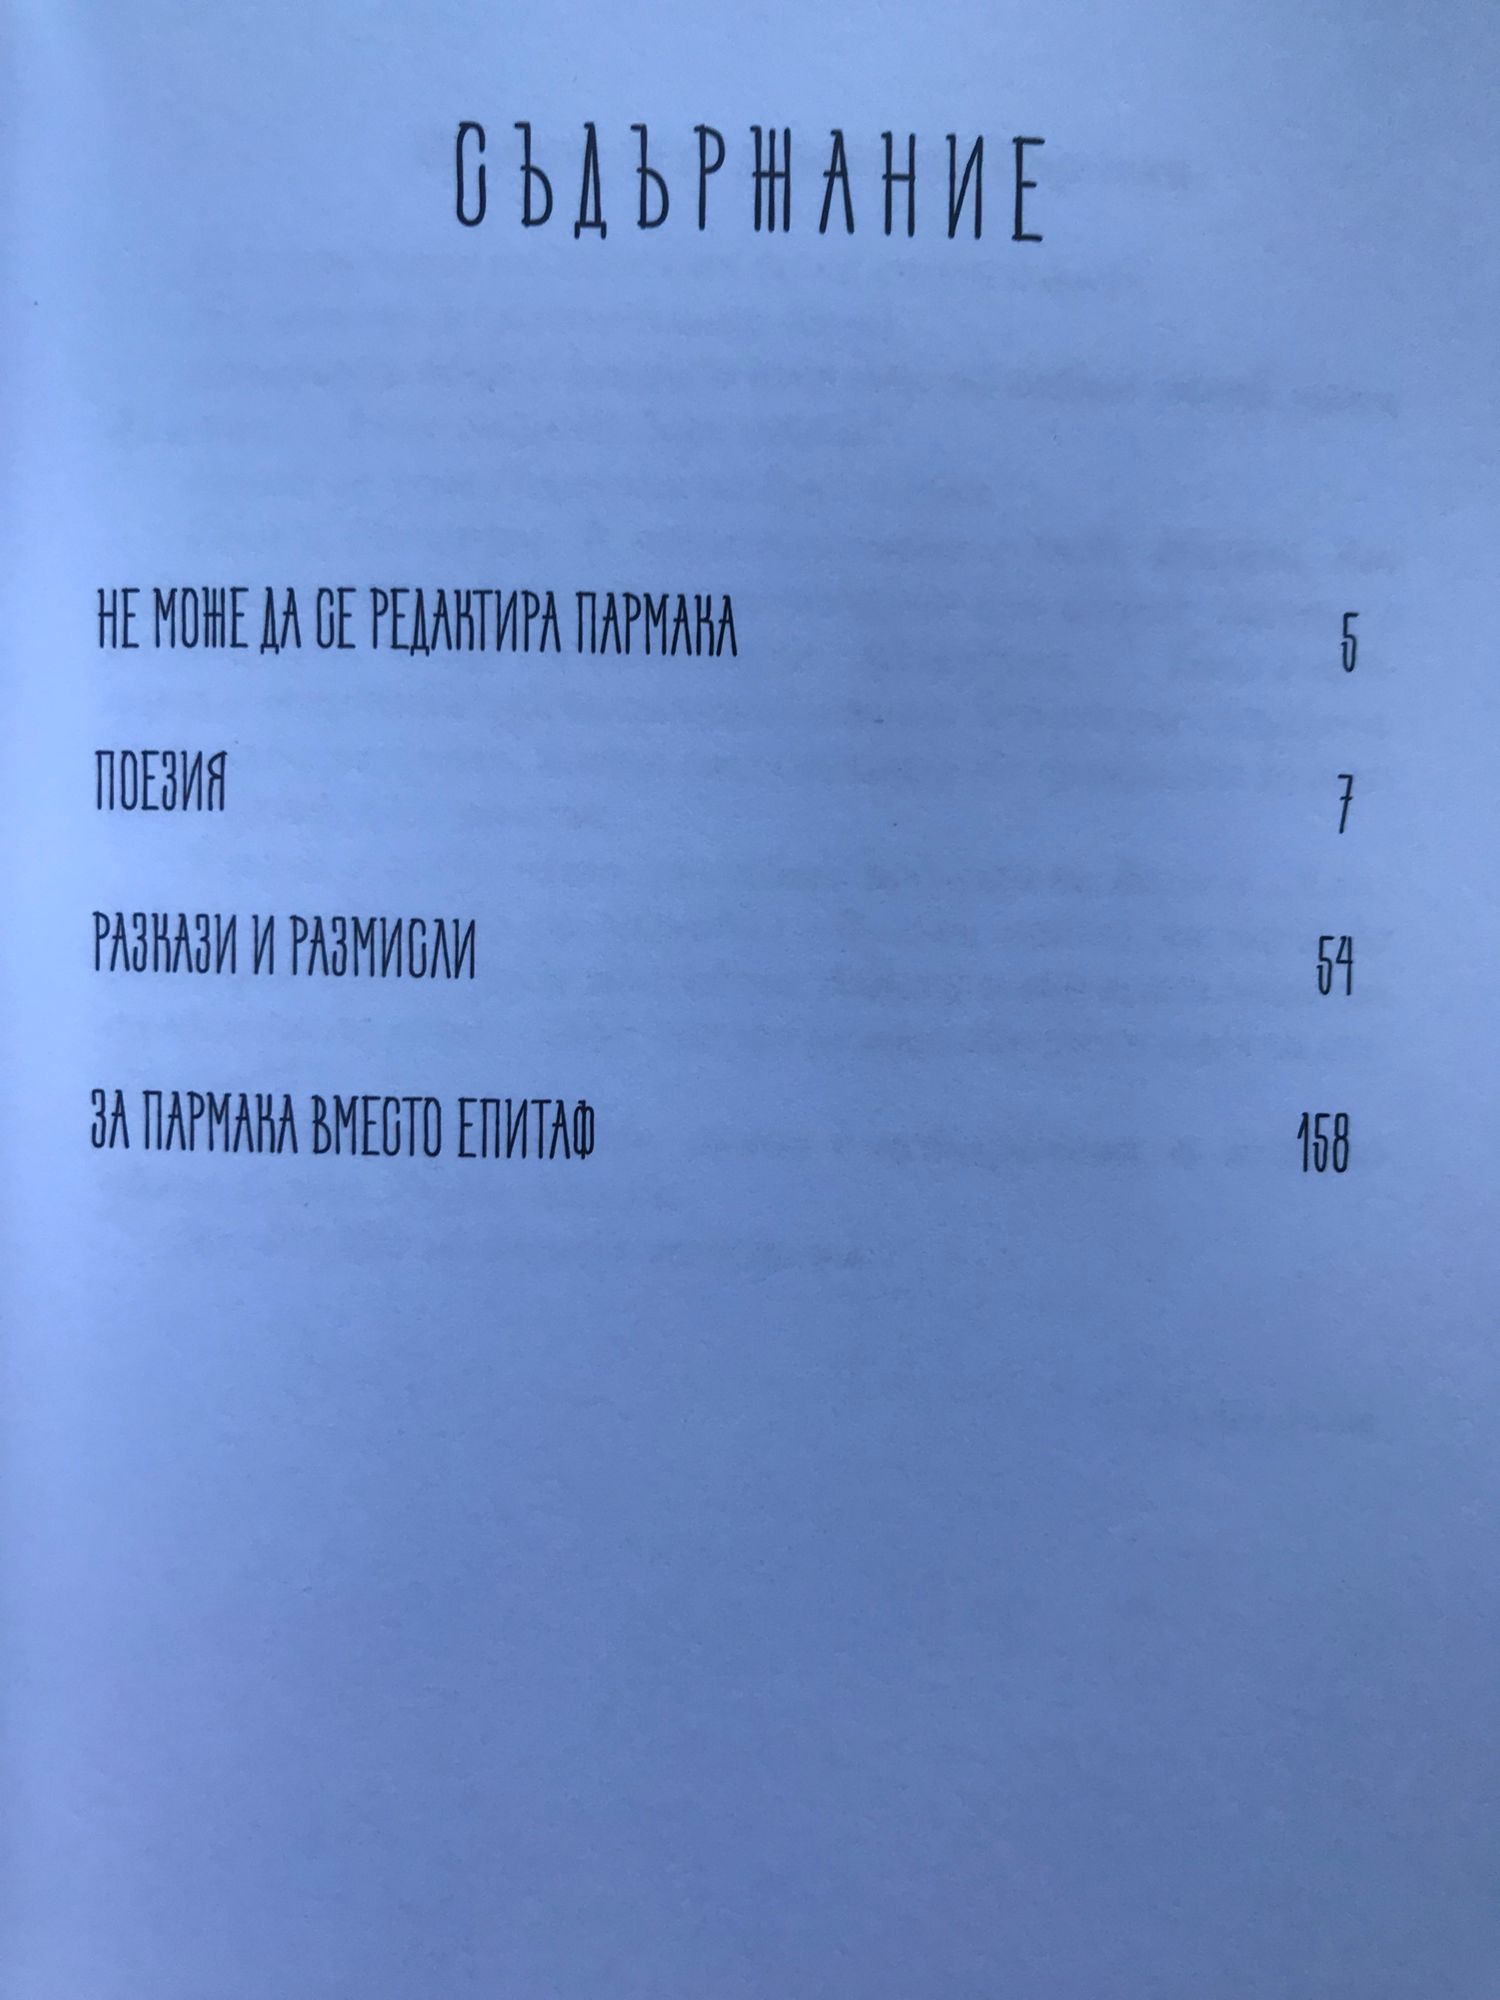 СЪДЪРЖАНИЕ
НЕ МОЖЕ ДА СЕ РЕДАКТИРА ПАРМАКА 5
ПОЕЗИЯ 7
РАЗКАЗИ И РАЗМИСЛИ 54
ЗА ПАРМАКА ВМЕСТО ЕПИТАФ 158